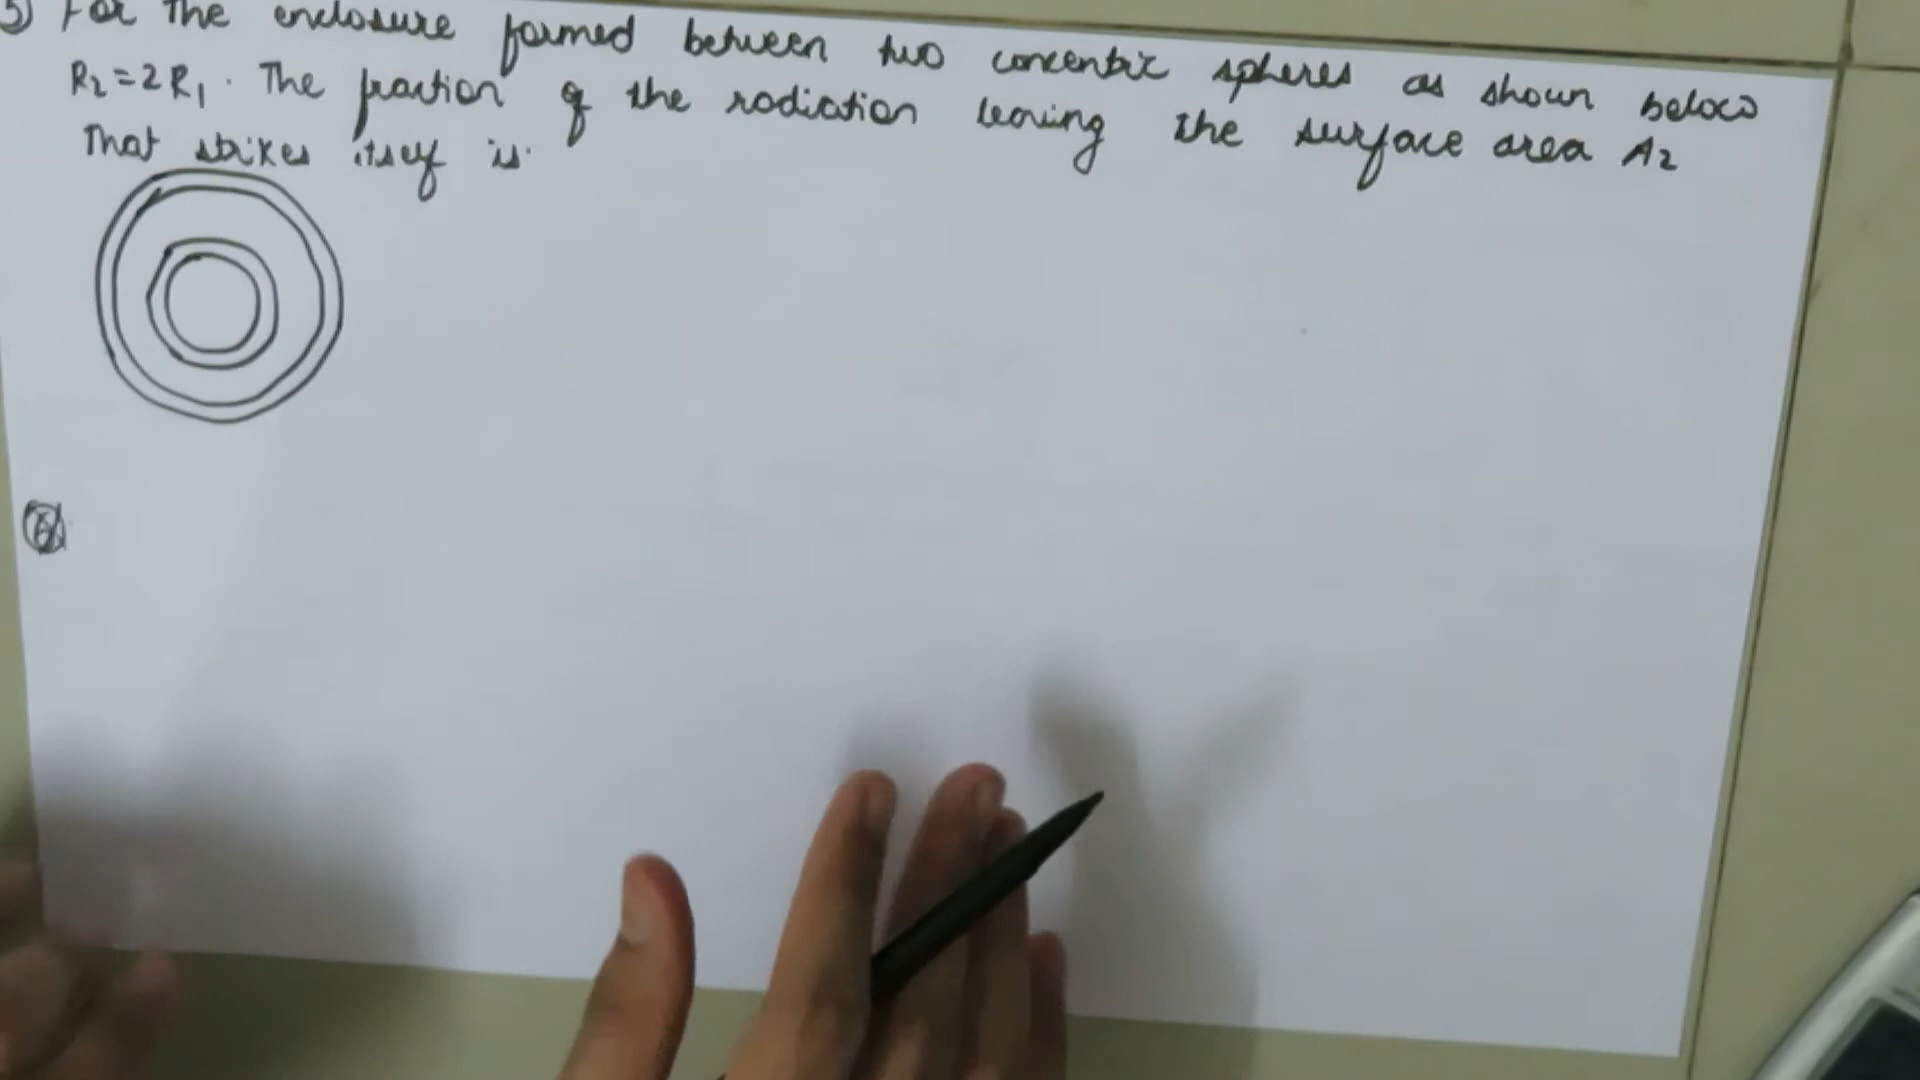 5) For the enclosure formed between two concentric spheres as shown below
R2=2R1. The fraction of the radiation leaving the surface area A2
That strikes itself is.